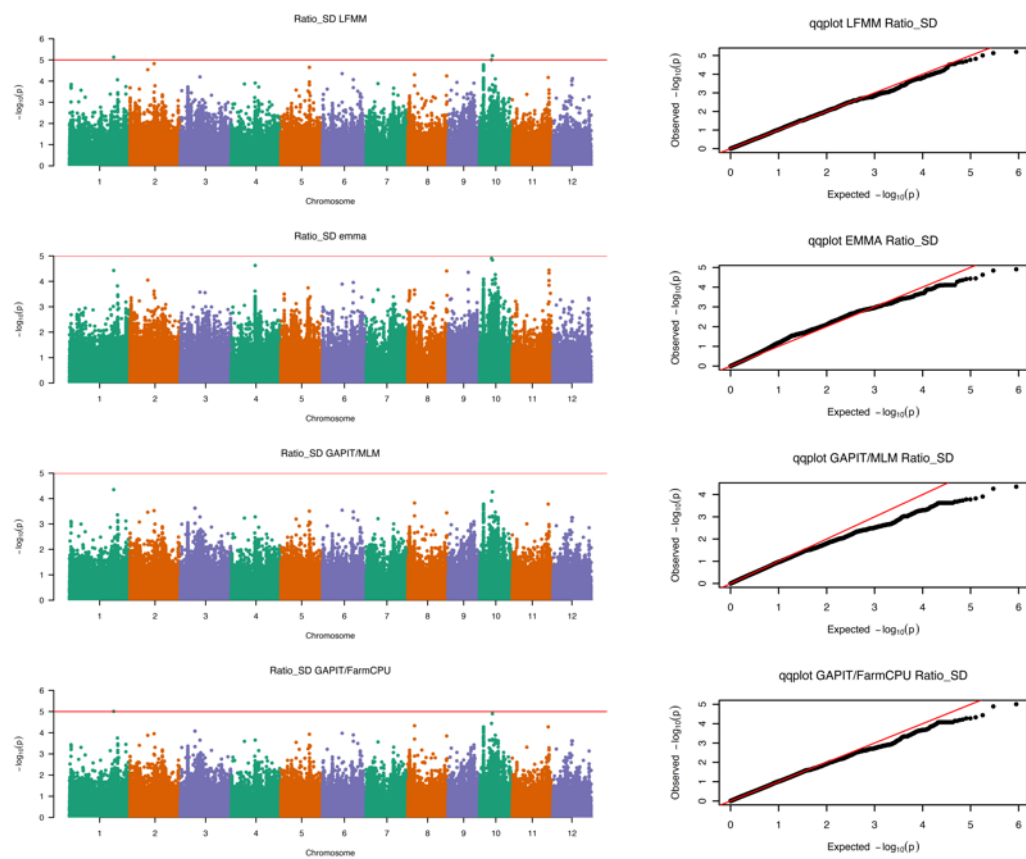 Ratio_SD LFMM
6
5
4
3
2
1
0
−log10(p)
1 2 3 4 5 6 7 8 9 10 11 12
Chromosome
qqplot LFMM Ratio_SD
5
4
3
2
1
0
Observed −log10(p)
0 1 2 3 4 5 6
Expected −log10(p)
Ratio_SD emma
5
4
3
2
1
0
−log10(p)
1 2 3 4 5 6 7 8 9 10 11 12
Chromosome
qqplot EMMA Ratio_SD
5
4
3
2
1
0
Observed −log10(p)
0 1 2 3 4 5 6
Expected −log10(p)
Ratio_SD GAPIT/MLM
5
4
3
2
1
0
−log10(p)
1 2 3 4 5 6 7 8 9 10 11 12
Chromosome
qqplot GAPIT/MLM Ratio_SD
4
3
2
1
0
Observed −log10(p)
0 1 2 3 4 5 6
Expected −log10(p)
Ratio_SD GAPIT/FarmCPU
6
5
4
3
2
1
0
−log10(p)
1 2 3 4 5 6 7 8 9 10 11 12
Chromosome
qqplot GAPIT/FarmCPU Ratio_SD
5
4
3
2
1
0
Observed −log10(p)
0 1 2 3 4 5 6
Expected −log10(p)